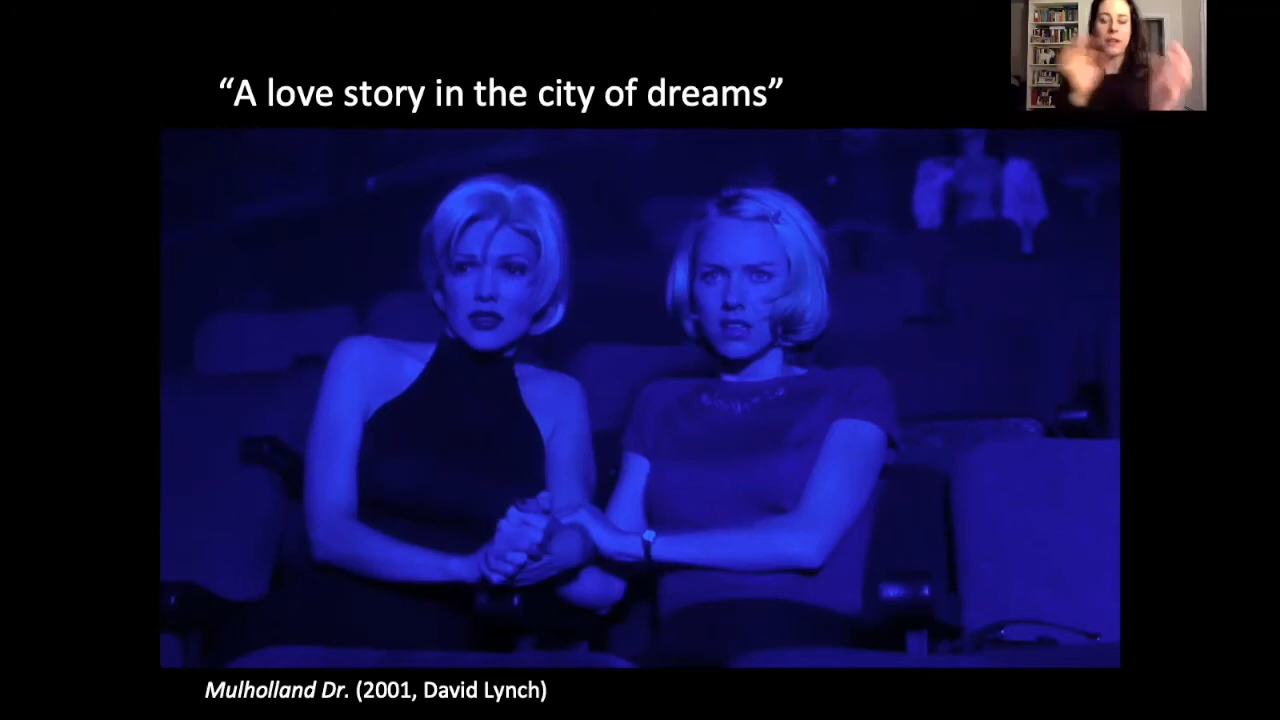 “A love story in the city of dreams”
Mulholland Dr. (2001, David Lynch)